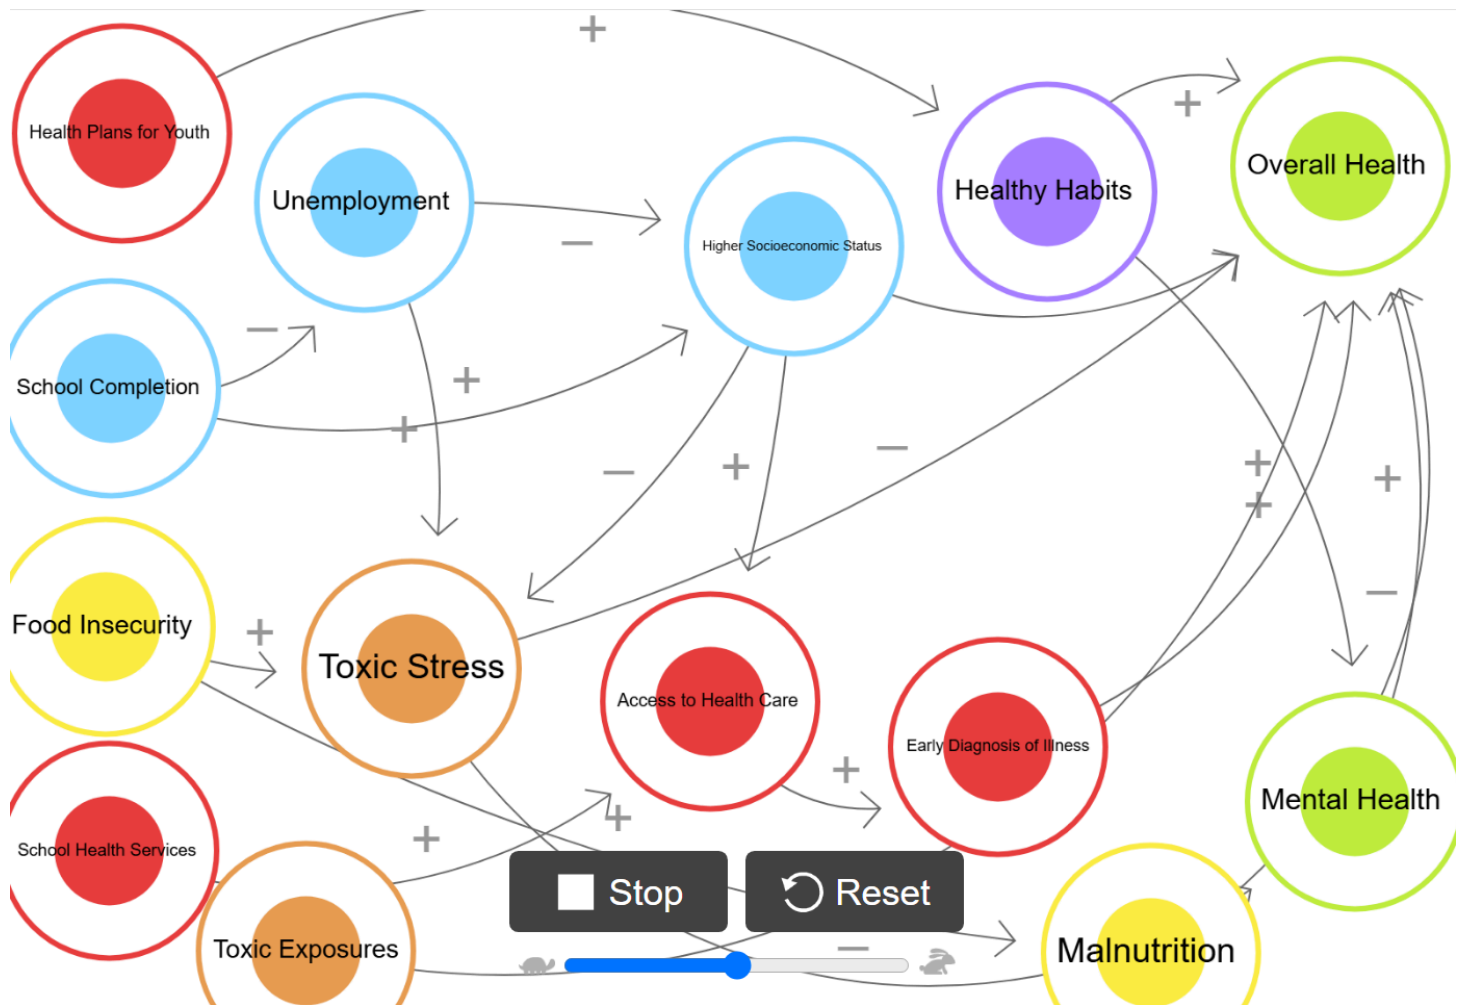 Health Plans for Youth
+
Unemployment
Higher Socioeconomic Status
Healthy Habits
+
Overall Health
−
−
School Completion
+
+
−
+
−
+
+
+
−
Food Insecurity
+
Toxic Stress
Access to Health Care
Early Diagnosis of Illness
+
Mental Health
School Health Services
+
+
Stop
Reset
Toxic Exposures
−
Malnutrition